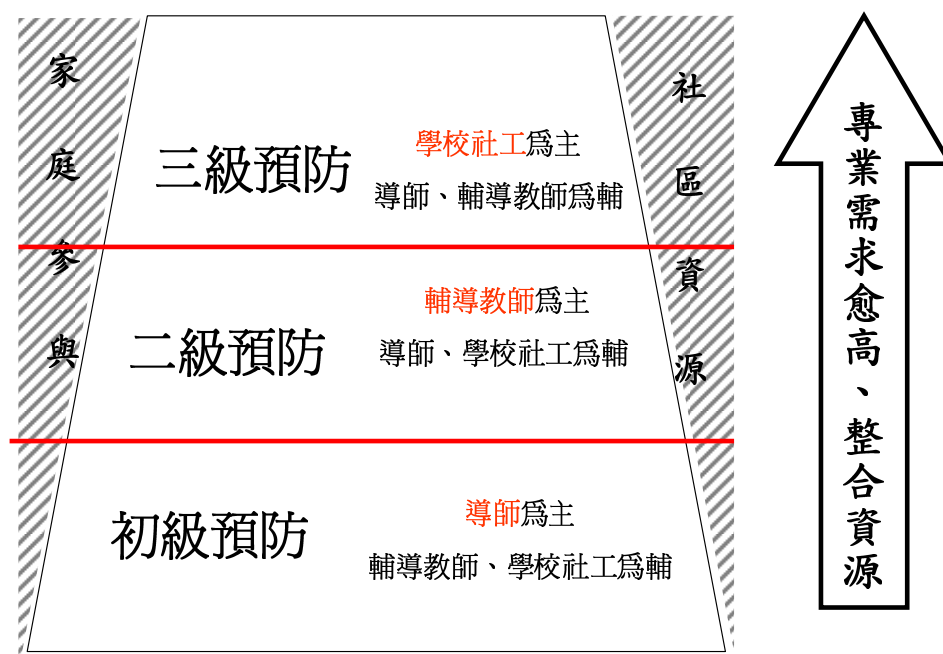 家庭參與
三級預防
學校社工爲主
導師、輔導教師爲輔
二級預防
輔導教師爲主
導師、學校社工爲輔
初級預防
導師爲主
輔導教師、學校社工爲輔
社區資源
專業需求愈高、整合資源